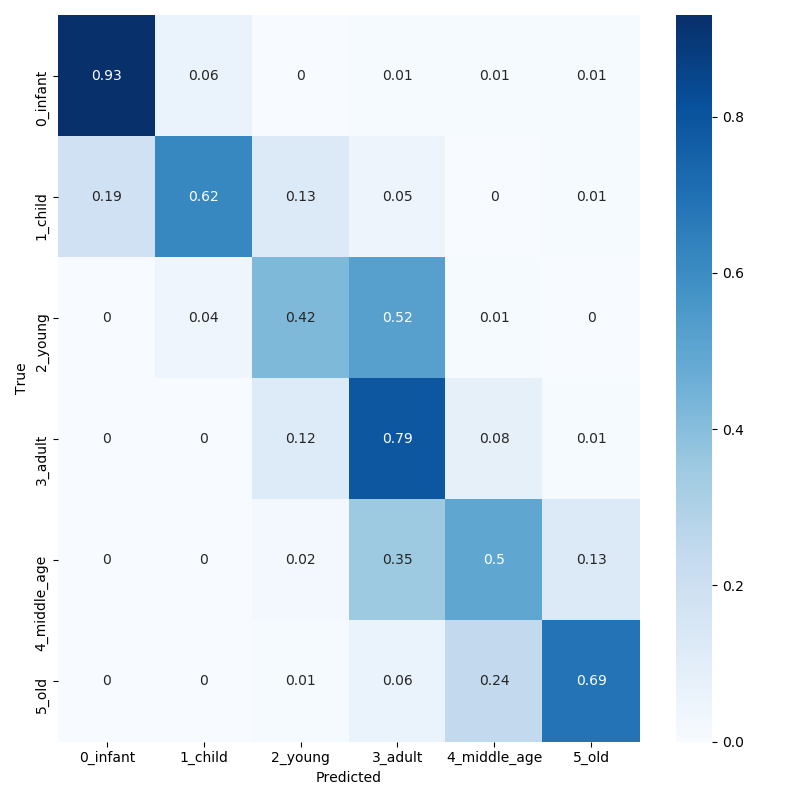 0_infant 0.93 0.06 0 0.01 0.01 0.01
1_child 0.19 0.62 0.13 0.05 0 0.01
2_young 0 0.04 0.42 0.52 0.01 0
3_adult 0 0 0.12 0.79 0.08 0.01
4_middle_age 0 0 0.02 0.35 0.5 0.13
5_old 0 0 0.01 0.06 0.24 0.69
True
0_infant 1_child 2_young 3_adult 4_middle_age 5_old
Predicted
0.8
0.6
0.4
0.2
0.0